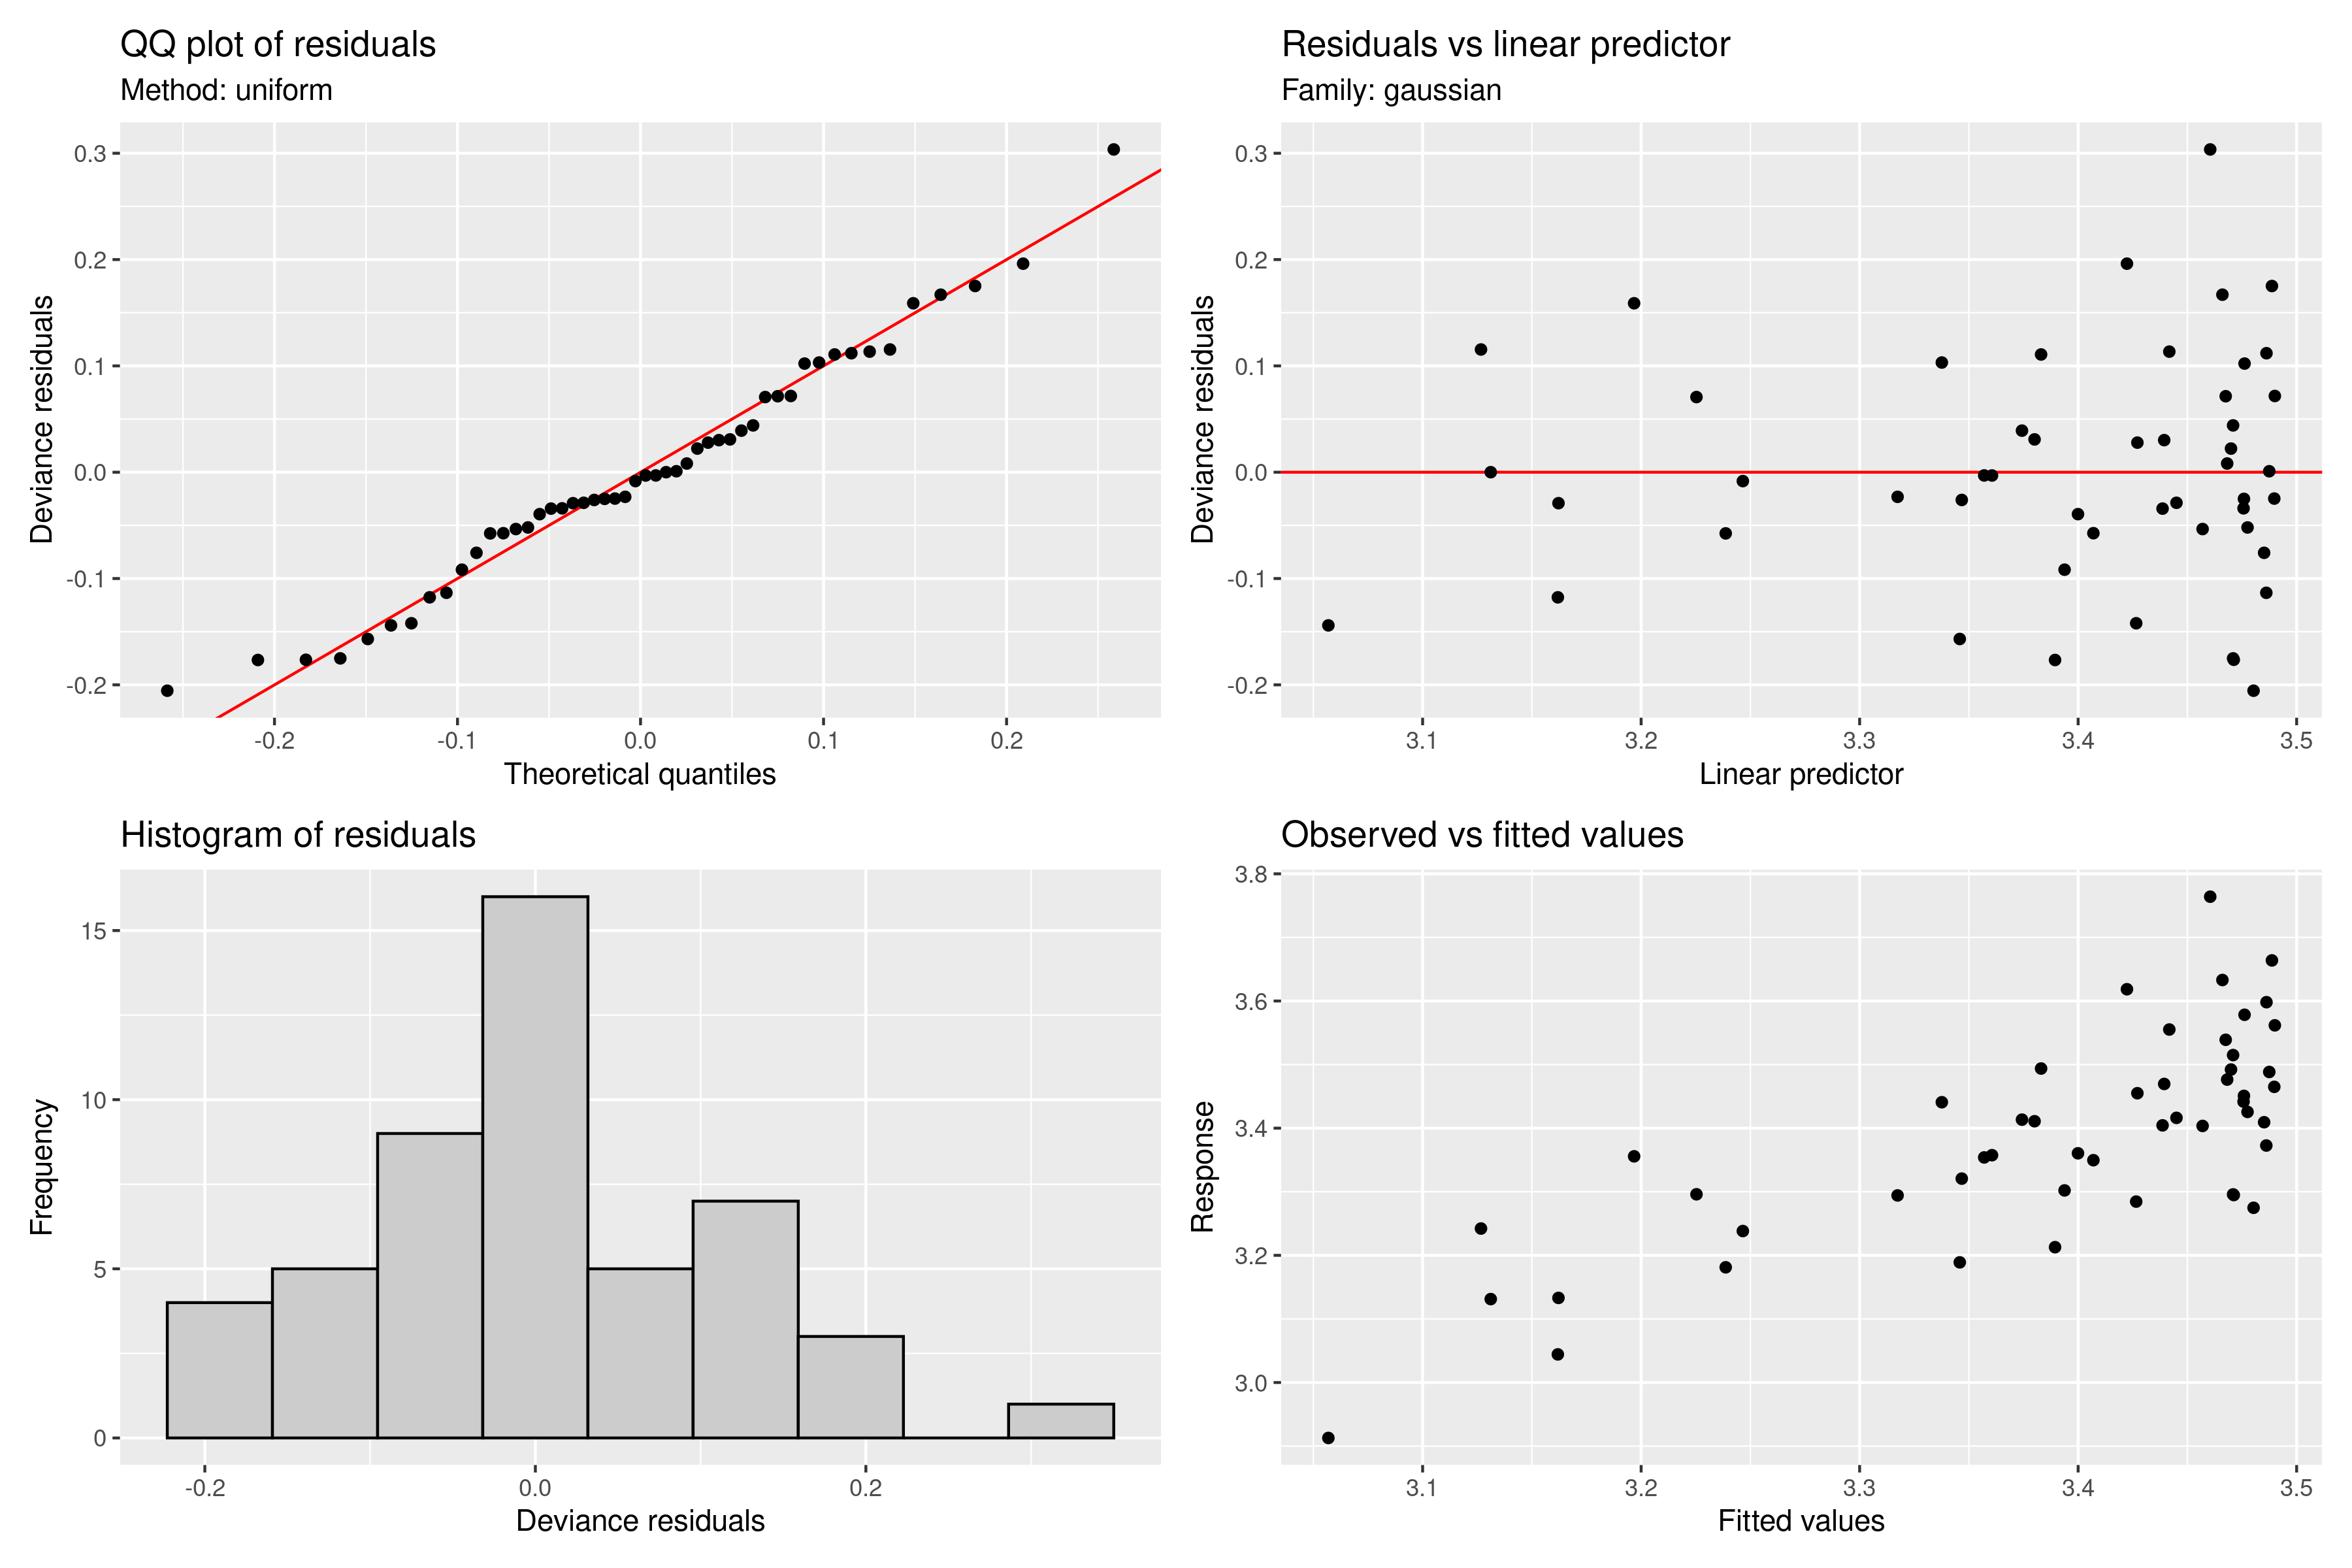 QQ plot of residuals
Method: uniform
0.3
0.2
0.1
0.0
-0.1
-0.2
Deviance residuals
-0.2 -0.1 0.0 0.1 0.2
Theoretical quantiles
Residuals vs linear predictor
Family: gaussian
0.3
0.2
0.1
0.0
-0.1
-0.2
Deviance residuals
3.1 3.2 3.3 3.4 3.5
Linear predictor
Histogram of residuals
15
10
5
0
Frequency
-0.2 0.0 0.2
Deviance residuals
Observed vs fitted values
3.8
3.6
3.4
3.2
3.0
Response
3.1 3.2 3.3 3.4 3.5
Fitted values